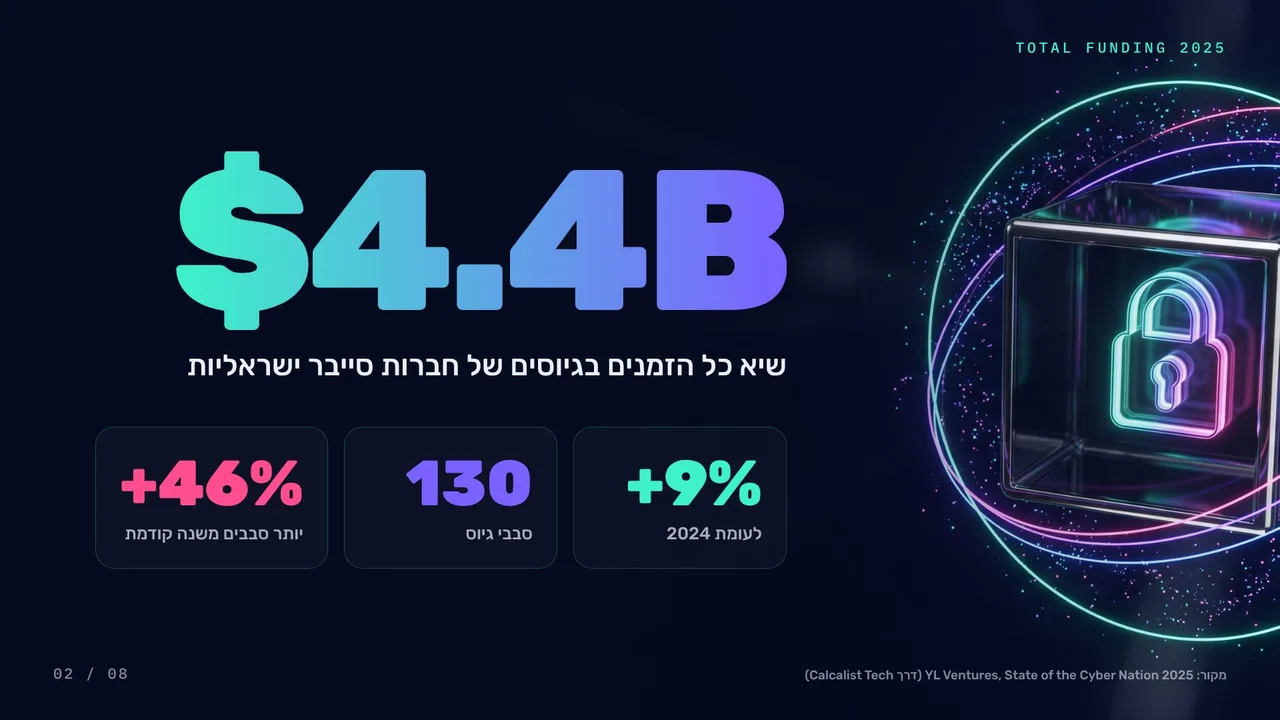 TOTAL FUNDING 2025
$4.4B
שיא כל הזמנים בגיוסים של חברות סייבר ישראליות
+9%
לעומת 2024
130
סבבי גיוס
+46%
יותר סבבים משנה קודמת
מקור: YL Ventures, State of the Cyber Nation 2025 (דרך Calcalist Tech)
02 / 08